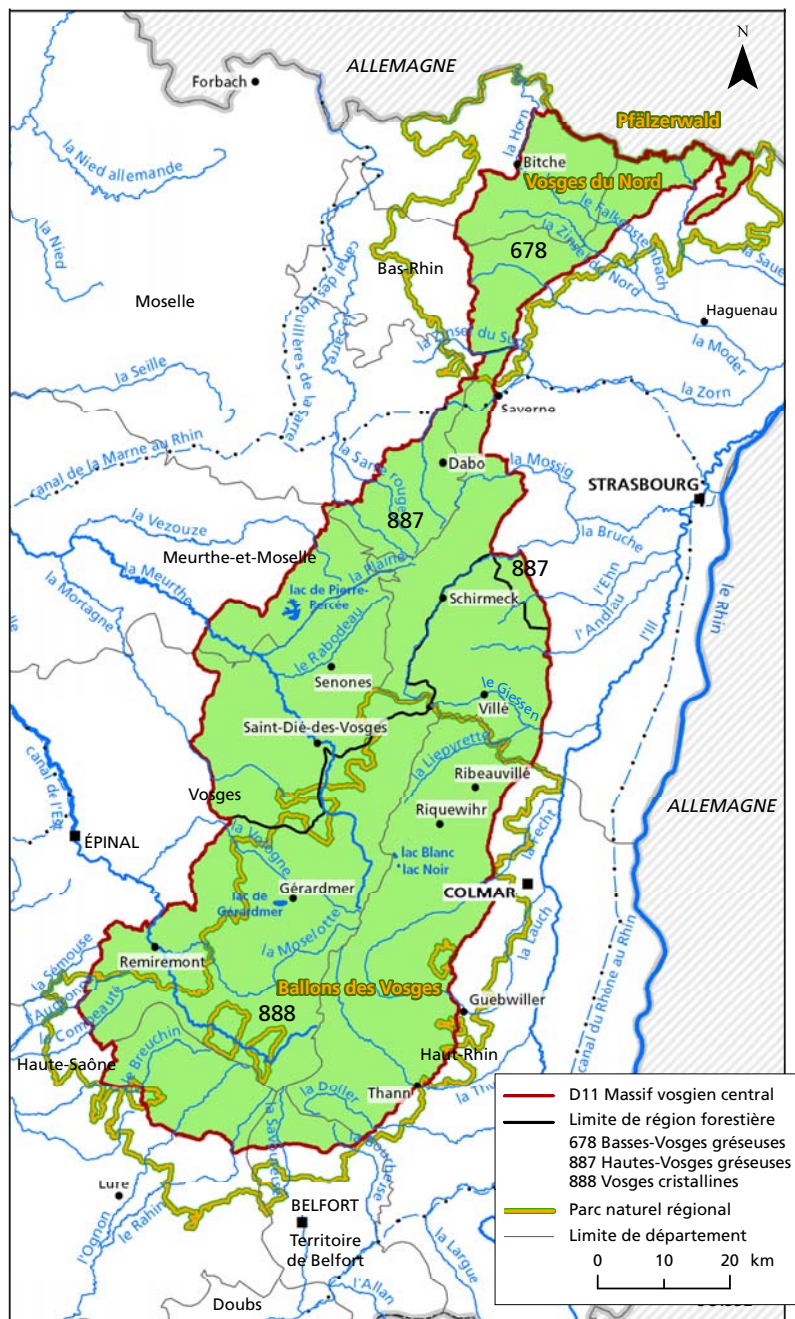 N
ALLEMAGNE
Forbach
Pfälzerwald
la Horn
la Nied allemande
Bitche
Vosges du Nord
le Falkensteinbach
la Zinsel du Nord
678
la Nied
Bas-Rhin
la Sauer
Moselle
canal des Houillères de la Sarre
la Sarre
Haguenau
la Zinsel du Sud
la Moder
la Seille
la Zorn
Saverne
canal de la Marne au Rhin
la Sarre rouge
Dabo
la Mossig
STRASBOURG
887
la Vezouze
la Bruche
Meurthe-et-Moselle
la Plaine
887
la Meurthe
l'Ehn
le Rhin
lac de Pierre-
Percée
Schirmeck
la Mortagne
l'Andlau
l'Ill
le Rabodeau
Senones
le Giessen
Villé
Saint-Dié-des-Vosges
la Liepvrette
canal de l'Est
Ribeauvillé
Vosges
ALLEMAGNE
Riquewihr
ÉPINAL
la Vologne
la Fecht
lac Blanc
lac Noir
Gérardmer
COLMAR
lac de
Gérardmer
la Moselotte
la Lauch
Remiremont
la Sémouse
canal du Rhône au Rhin
l'Augronne
Ballons des Vosges
la Combeauté
888
Guebwiller
Haute-Saône
le Breuchin
Haut-Rhin
la Doller
Thann
la Thu
la Savoureuse
la Bourbeuse
Lure
BELFORT
le Rahin
l'Ognon
Territoire
de Belfort
la Largue
l'Allan
Doubs
D11 Massif vosgien central
Limite de région forestière
678 Basses-Vosges gréseuses
887 Hautes-Vosges gréseuses
888 Vosges cristallines
Parc naturel régional
Limite de département
0 10 20 km